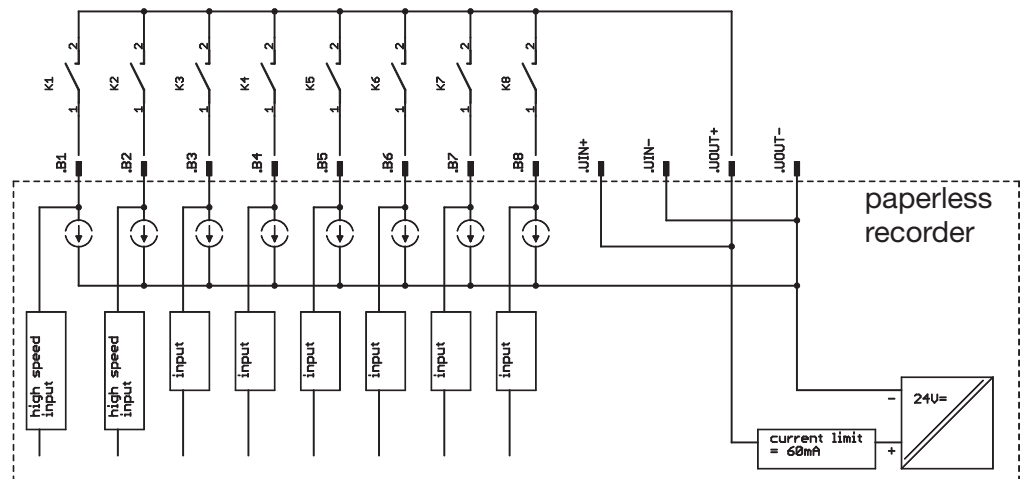 K1 2 1
K2 2 1
K3 2 1
K4 2 1
K5 2 1
K6 2 1
K7 2 1
K8 2 1
.B1
.B2
.B3
.B4
.B5
.B6
.B7
.B8
.UIN+
.UIN-
.UOUT+
.UOUT-
paperless
recorder
high speed
input
high speed
input
input
input
input
input
input
input
current limit
= 60mA
24V=
-
+